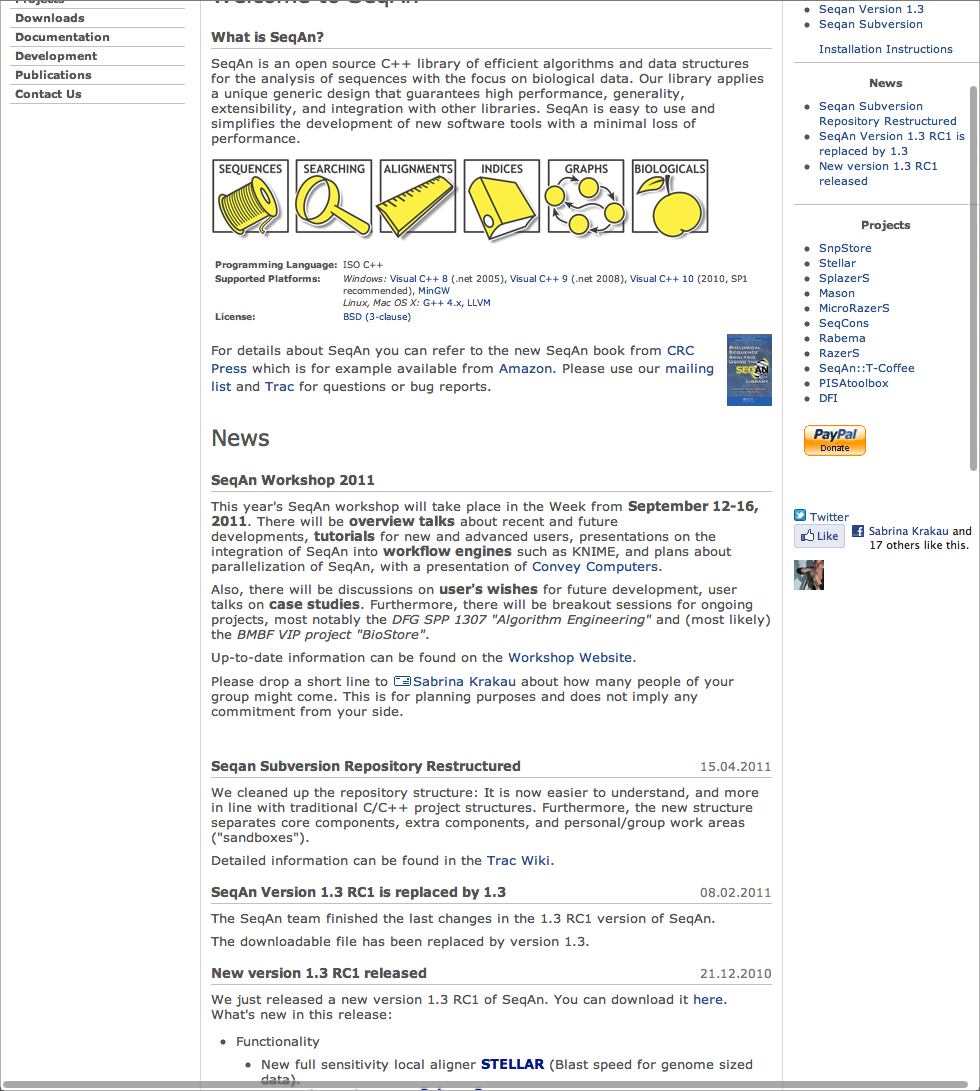 Projects
Downloads
Documentation
Development
Publications
Contact Us
Welcome to SeqAn
What is SeqAn?
SeqAn is an open source C++ library of efficient algorithms and data structures
for the analysis of sequences with the focus on biological data. Our library applies
a unique generic design that guarantees high performance, generality,
extensibility, and integration with other libraries. SeqAn is easy to use and
simplifies the development of new software tools with a minimal loss of
performance.
SEQUENCES SEARCHING ALIGNMENTS INDICES GRAPHS BIOLOGICALS
Programming Language: ISO C++
Supported Platforms: Windows: Visual C++ 8 (.net 2005), Visual C++ 9 (.net 2008), Visual C++ 10 (2010, SP1
recommended), MinGW
Linux, Mac OS X: G++ 4.x, LLVM
License: BSD (3-clause)
For details about SeqAn you can refer to the new SeqAn book from CRC
Press which is for example available from Amazon. Please use our mailing
list and Trac for questions or bug reports.
BIOLOGICAL
SEQUENCE
ANALYSIS
USING THE
SEQAN
C++
LIBRARY
News
SeqAn Workshop 2011
This year's SeqAn workshop will take place in the Week from September 12-16,
2011. There will be overview talks about recent and future
developments, tutorials for new and advanced users, presentations on the
integration of SeqAn into workflow engines such as KNIME, and plans about
parallelization of SeqAn, with a presentation of Convey Computers.
Also, there will be discussions on user's wishes for future development, user
talks on case studies. Furthermore, there will be breakout sessions for ongoing
projects, most notably the DFG SPP 1307 "Algorithm Engineering" and (most likely)
the BMBF VIP project "BioStore".
Up-to-date information can be found on the Workshop Website.
Please drop a short line to Sabrina Krakau about how many people of your
group might come. This is for planning purposes and does not imply any
commitment from your side.
Seqan Subversion Repository Restructured 15.04.2011
We cleaned up the repository structure: It is now easier to understand, and more
in line with traditional C/C++ project structures. Furthermore, the new structure
separates core components, extra components, and personal/group work areas
("sandboxes").
Detailed information can be found in the Trac Wiki.
SeqAn Version 1.3 RC1 is replaced by 1.3 08.02.2011
The SeqAn team finished the last changes in the 1.3 RC1 version of SeqAn.
The downloadable file has been replaced by version 1.3.
New version 1.3 RC1 released 21.12.2010
We just released a new version 1.3 RC1 of SeqAn. You can download it here.
What's new in this release:
• Functionality
• New full sensitivity local aligner STELLAR (Blast speed for genome sized
data).
• Seqan Version 1.3
• Seqan Subversion
Installation Instructions
News
• Seqan Subversion
Repository Restructured
• SeqAn Version 1.3 RC1 is
replaced by 1.3
• New version 1.3 RC1
released
Projects
• SnpStore
• Stellar
• SplazerS
• Mason
• MicroRazerS
• SeqCons
• Rabema
• RazerS
• SeqAn::T-Coffee
• PISAtoolbox
• DFI
PayPal
Donate
Twitter
Like
Sabrina Krakau and
17 others like this.